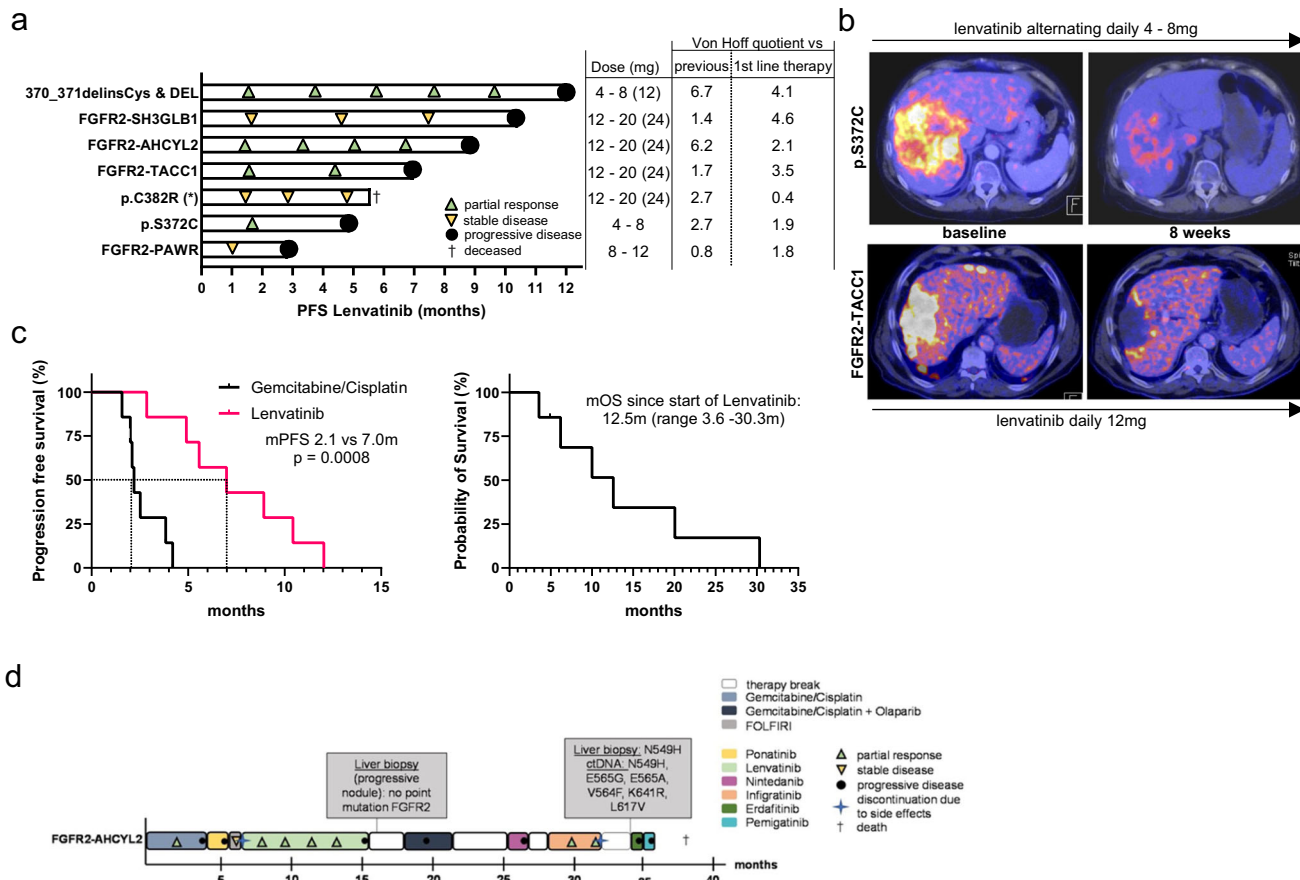 a
Von Hoff quotient vs
Dose (mg) previous 1st line therapy
370_371delinsCys & DEL 4 - 8 (12) 6.7 4.1
FGFR2-SH3GLB1 12 - 20 (24) 1.4 4.6
FGFR2-AHCYL2 12 - 20 (24) 6.2 2.1
FGFR2-TACC1 12 - 20 (24) 1.7 3.5
p.C382R (*) † 12 - 20 (24) 2.7 0.4
p.S372C 4 - 8 2.7 1.9
FGFR2-PAWR 8 - 12 0.8 1.8
partial response
stable disease
progressive disease
† deceased
0 1 2 3 4 5 6 7 8 9 10 11 12
PFS Lenvatinib (months)
b
lenvatinib alternating daily 4 - 8mg
p.S372C
F
baseline 8 weeks
FGFR2-TACC1
lenvatinib daily 12mg
c
Progression free survival (%)
100
75
50
25
0
Gemcitabine/Cisplatin
Lenvatinib
mPFS 2.1 vs 7.0m
p = 0.0008
0 5 10 15
months
Probability of Survival (%)
100
75
50
25
0
mOS since start of Lenvatinib:
12.5m (range 3.6 -30.3m)
0 5 10 15 20 25 30 35
months
d
therapy break
Gemcitabine/Cisplatin
Gemcitabine/Cisplatin + Olaparib
FOLFIRI
Ponatinib
Lenvatinib
Nintedanib
Infigratinib
Erdafitinib
Pemigatinib
partial response
stable disease
progressive disease
discontinuation due
to side effects
† death
Liver biopsy
(progressive
nodule): no point
mutation FGFR2
Liver biopsy: N549H
ctDNA: N549H,
E565G, E565A,
V564F, K641R,
L617V
FGFR2-AHCYL2 †
5 10 15 20 25 30 40 months